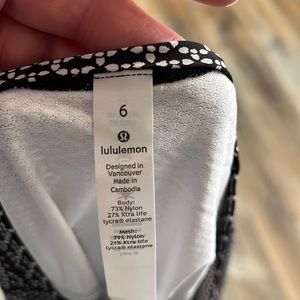 6
lululemon
Designed in
Vancouver
Made in
Cambodia
Body:
73% Nylon
27% Xtra life
lycra® elastane
Mesh:
79% Nylon
21% Xtra life
lycra® elastane